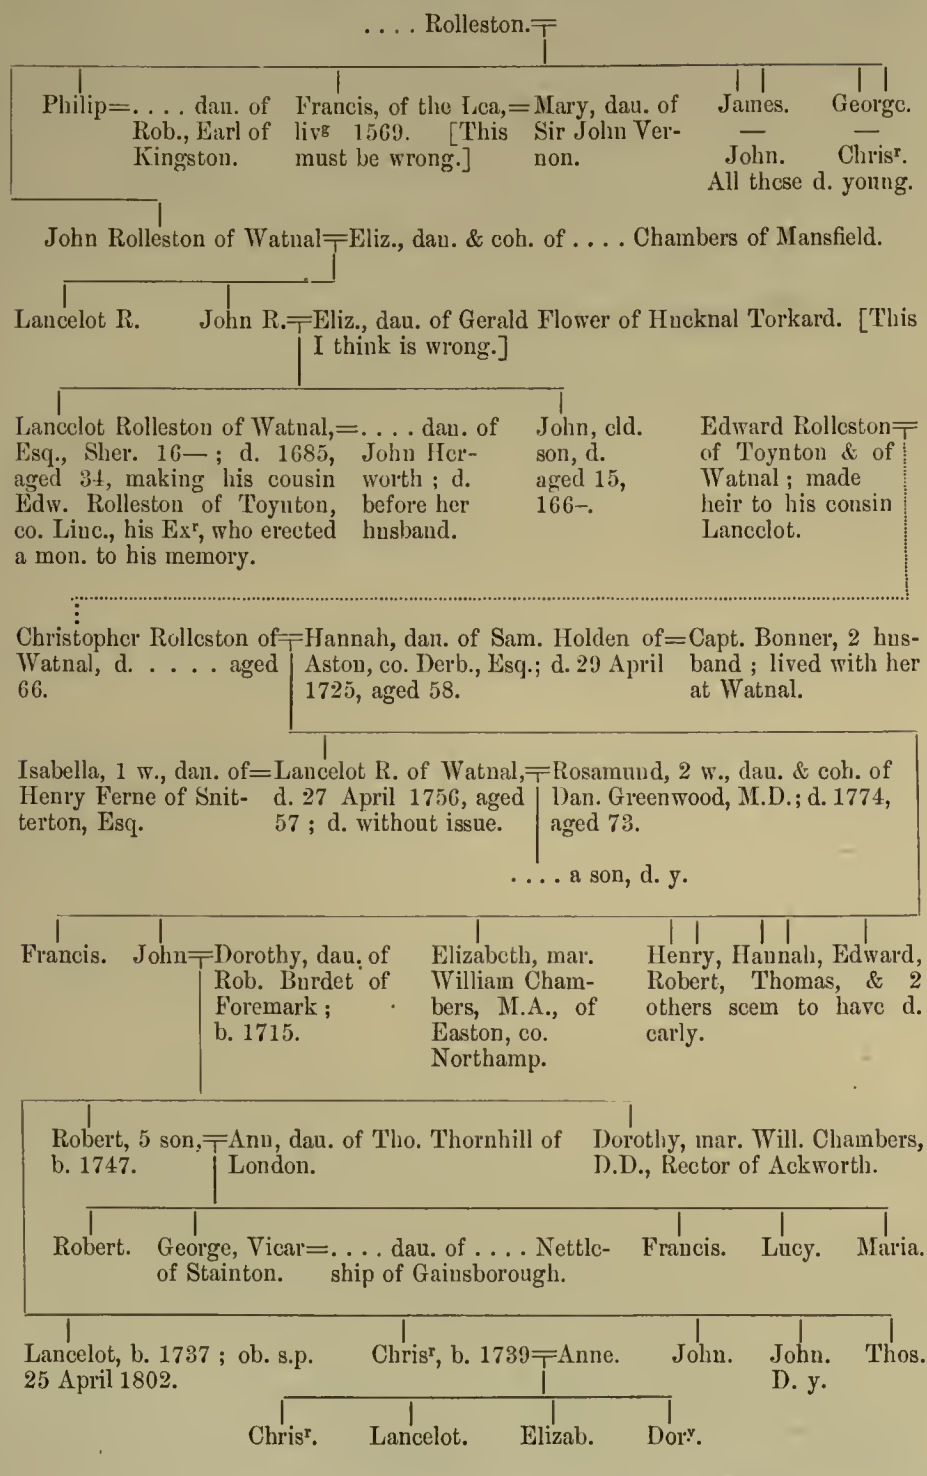 . . . . Rolleston.
Philip=. . . . dau. of
Rob., Earl of
Kingston.
Francis, of the Lea,=Mary, dau. of
livᵍ 1569. [This
must be wrong.]
Sir John Ver-
non.
James.
—
John.
George.
—
Chrisʳ.
All these d. young.
John Rolleston of Watnal=Eliz., dau. & coh. of . . . . Chambers of Mansfield.
Lancelot R.
John R.=Eliz., dau. of Gerald Flower of Hucknal Torkard. [This
I think is wrong.]
Lancelot Rolleston of Watnal,=. . . . dau. of
Esq., Sher. 16— ; d. 1685,
aged 34, making his cousin
Edw. Rolleston of Toynton,
co. Linc., his Exʳ, who erected
a mon. to his memory.
John Her-
worth ; d.
before her
husband.
John, eld.
son, d.
aged 15,
166–.
Edward Rolleston=
of Toynton & of
Watnal ; made
heir to his cousin
Lancelot.
Christopher Rolleston of=Hannah, dau. of Sam. Holden of=Capt. Bonner, 2 hus-
Watnal, d. . . . . . aged
66.
Aston, co. Derb., Esq.; d. 29 April
1725, aged 58.
band ; lived with her
at Watnal.
Isabella, 1 w., dau. of=Lancelot R. of Watnal,=Rosamund, 2 w., dau. & coh. of
Henry Ferne of Snit-
terton, Esq.
d. 27 April 1756, aged
57 ; d. without issue.
Dan. Greenwood, M.D.; d. 1774,
aged 73.
. . . . a son, d. y.
Francis.
John=Dorothy, dau. of
Rob. Burdet of
Foremark ;
b. 1715.
Elizabeth, mar.
William Cham-
bers, M.A., of
Easton, co.
Northamp.
Henry, Hannah, Edward,
Robert, Thomas, & 2
others seem to have d.
early.
Robert, 5 son,=Ann, dau. of Tho. Thornhill of
b. 1747.
London.
Dorothy, mar. Will. Chambers,
D.D., Rector of Ackworth.
Robert.
George, Vicar=. . . . dau. of . . . . Nettle-
of Stainton.
ship of Gainsborough.
Francis.
Lucy.
Maria.
Lancelot, b. 1737 ; ob. s.p.
25 April 1802.
Chrisʳ, b. 1739=Anne.
John.
John.
D. y.
Thos.
Chrisʳ.
Lancelot.
Elizab.
Dorʸ.